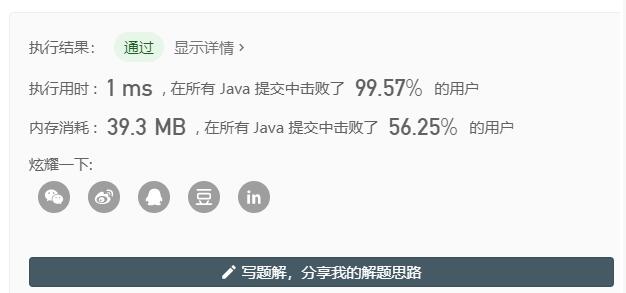 执行结果： 通过 显示详情 ›
执行用时： 1 ms , 在所有 Java 提交中击败了 99.57% 的用户
内存消耗： 39.3 MB , 在所有 Java 提交中击败了 56.25% 的用户
炫耀一下:
豆 in
写题解，分享我的解题思路